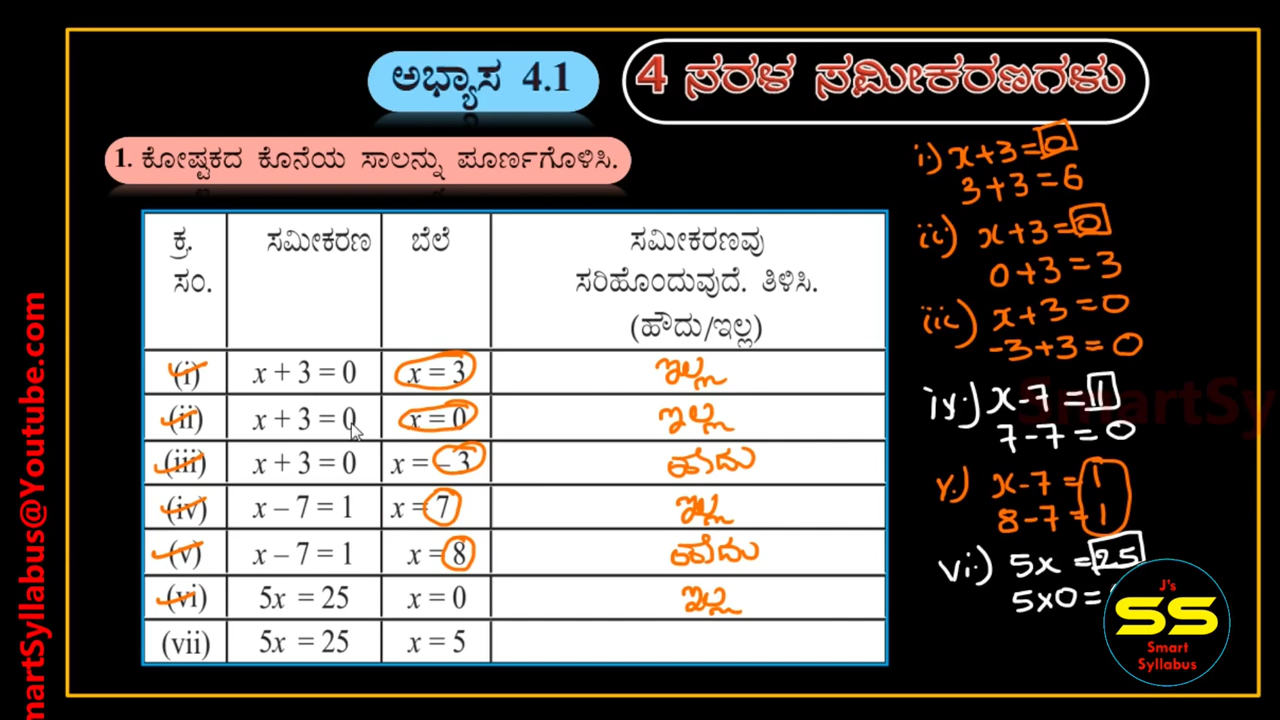 ಅಭ್ಯಾಸ 4.1
4 ಸರಳ ಸಮೀಕರಣಗಳು
1. ಕೋಷ್ಟಕದ ಕೊನೆಯ ಸಾಲನ್ನು ಪೂರ್ಣಗೊಳಿಸಿ.
ಕ್ರ. ಸಂ. ಸಮೀಕರಣ ಬೆಲೆ ಸಮೀಕರಣವು
ಸರಿಹೊಂದುವುದೆ. ತಿಳಿಸಿ.
(ಹೌದು/ಇಲ್ಲ)
(i) x + 3 = 0 x = 3 ಇಲ್ಲ
(ii) x + 3 = 0 x = 0 ಇಲ್ಲ
(iii) x + 3 = 0 x = – 3 ಹೌದು
(iv) x – 7 = 1 x = 7 ಇಲ್ಲ
(v) x – 7 = 1 x = 8 ಹೌದು
(vi) 5x = 25 x = 0 ಇಲ್ಲ
(vii) 5x = 25 x = 5
i) x+3=0
3+3=6
ii) x+3=0
0+3=3
iii) x+3=0
-3+3=0
iv) x-7=1
7-7=0
v) x-7=1
8-7=1
vi) 5x=25
5x0=
martSyllabus@Youtube.com
SmartSy
J's
SS
Smart
Syllabus